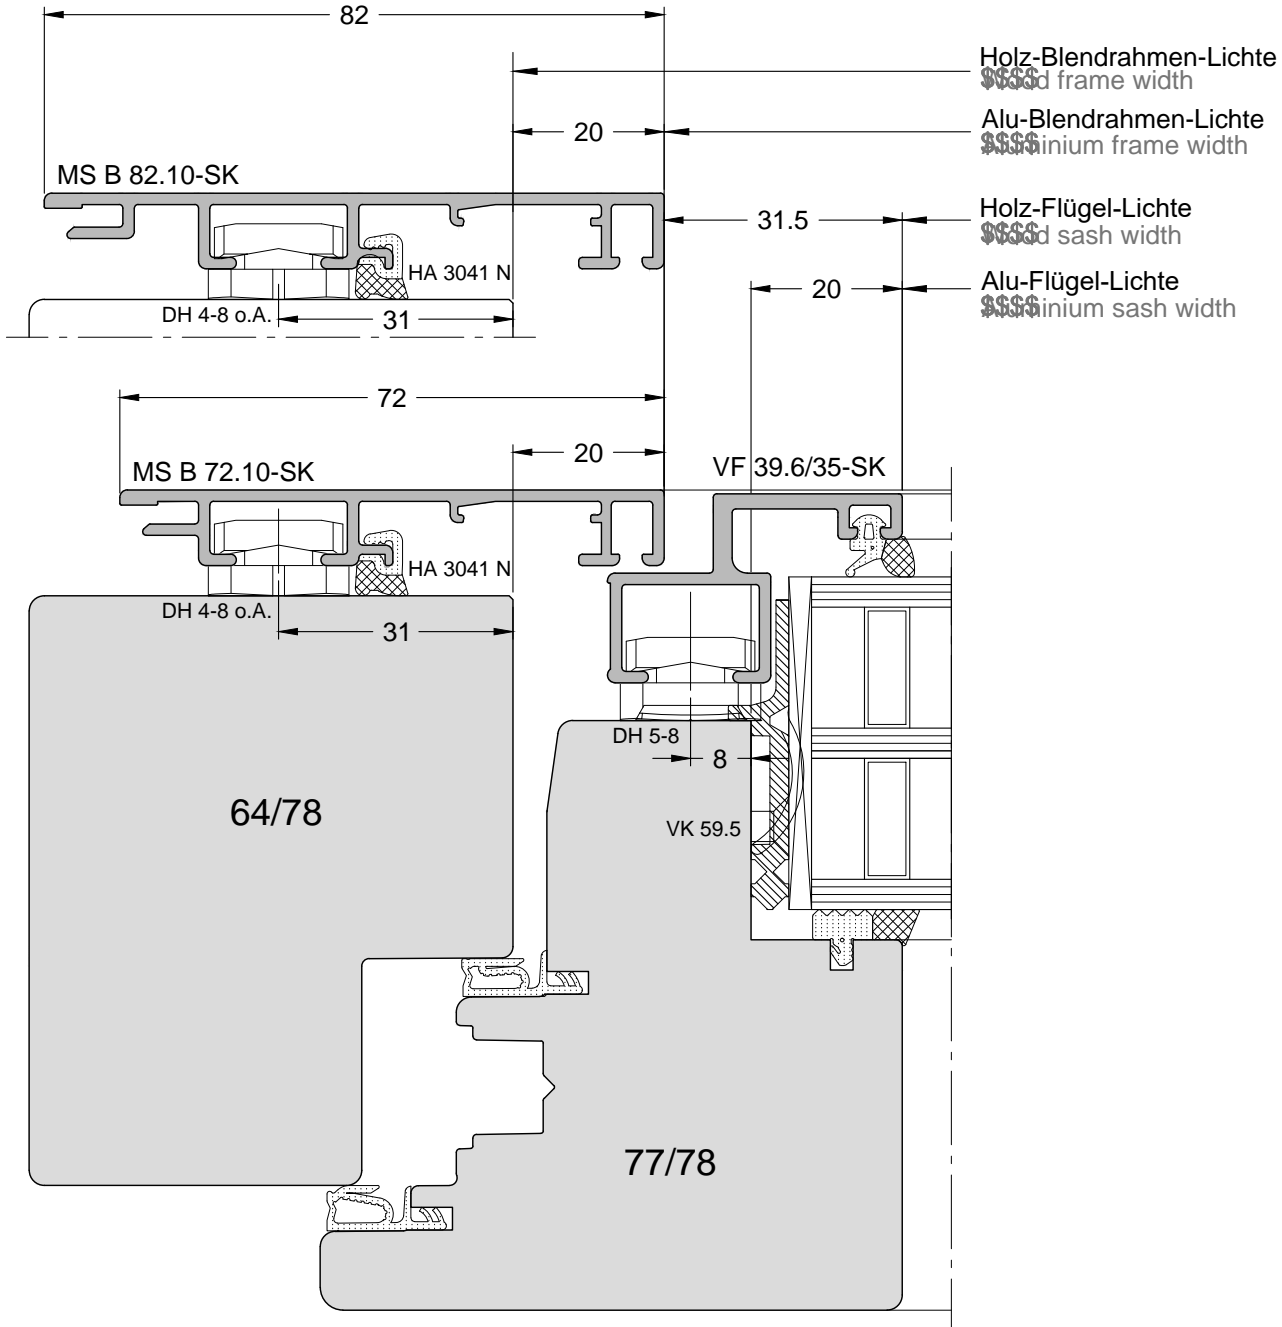 82
Holz-Blendrahmen-Lichte
frame width
20
Alu-Blendrahmen-Lichte
frame width
MS B 82.10-SK
31.5
Holz-Flügel-Lichte
sash width
HA 3041 N
20
Alu-Flügel-Lichte
sash width
DH 4-8 o.A.
31
72
20
MS B 72.10-SK
VF 39.6/35-SK
HA 3041 N
DH 4-8 o.A.
31
DH 5-8
8
64/78
VK 59.5
77/78